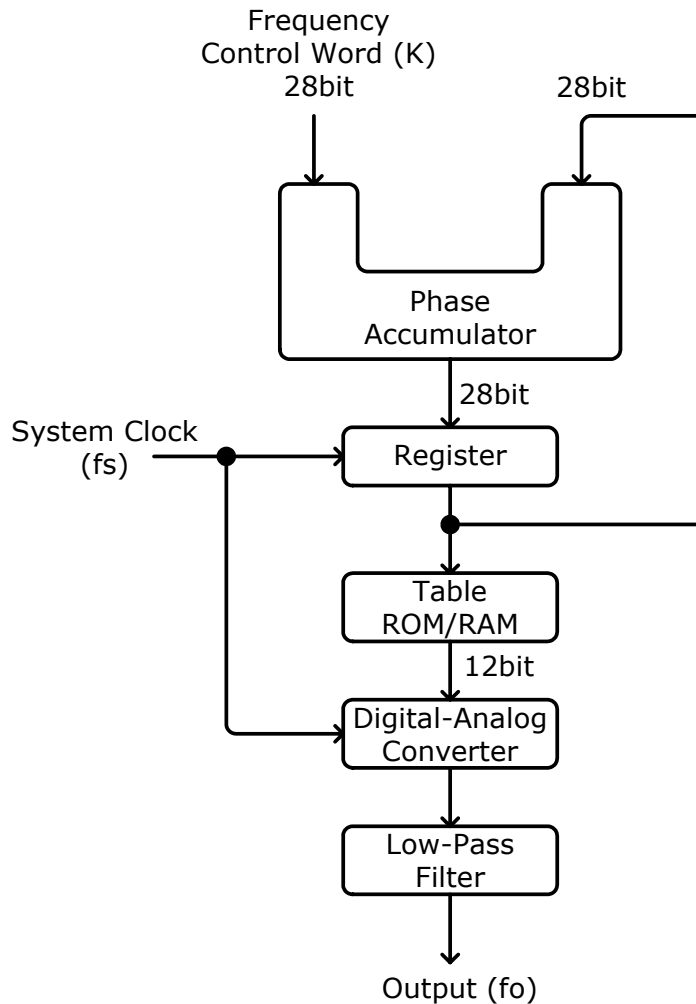 Frequency
Control Word (K)
28bit
28bit
Phase
Accumulator
28bit
System Clock
(fs)
Register
Table
ROM/RAM
12bit
Digital-Analog
Converter
Low-Pass
Filter
Output (fo)